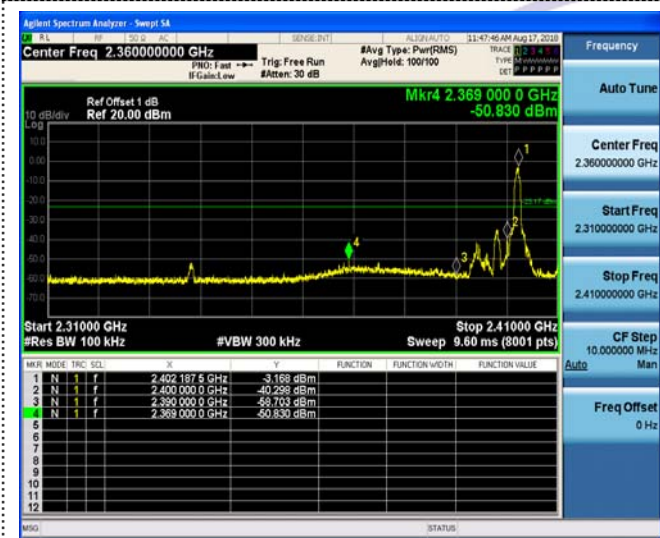 Agilent Spectrum Analyzer - Swept SA
RL RF 50 Ω AC SENSE:INT ALIGN AUTO 11:47:46 AM Aug 17, 2018
Center Freq 2.360000000 GHz #Avg Type: Pwr(RMS) TRACE 1 2 3 4 5 6
PNO: Fast Trig: Free Run Avg|Hold: 100/100 TYPE
IFGain:Low #Atten: 30 dB DET P P P P P P
Mkr4 2.369 000 0 GHz
Ref Offset 1 dB
10 dB/div Ref 20.00 dBm -50.830 dBm
Log
10.0
0.00
-10.0
-20.0
-30.0
-40.0
-50.0
-60.0
-70.0
1
2
3
4
Start 2.31000 GHz Stop 2.41000 GHz
#Res BW 100 kHz #VBW 300 kHz Sweep 9.60 ms (8001 pts)
MKR MODE TRC SCL X Y FUNCTION FUNCTION WIDTH FUNCTION VALUE
1 N 1 f 2.402 187 5 GHz -3.168 dBm
2 N 1 f 2.400 000 0 GHz -40.298 dBm
3 N 1 f 2.390 000 0 GHz -58.703 dBm
4 N 1 f 2.369 000 0 GHz -50.830 dBm
5
6
7
8
9
10
11
12
MSG STATUS
Frequency
Auto Tune
Center Freq
2.360000000 GHz
Start Freq
2.310000000 GHz
Stop Freq
2.410000000 GHz
CF Step
10.000000 MHz
Auto Man
Freq Offset
0 Hz